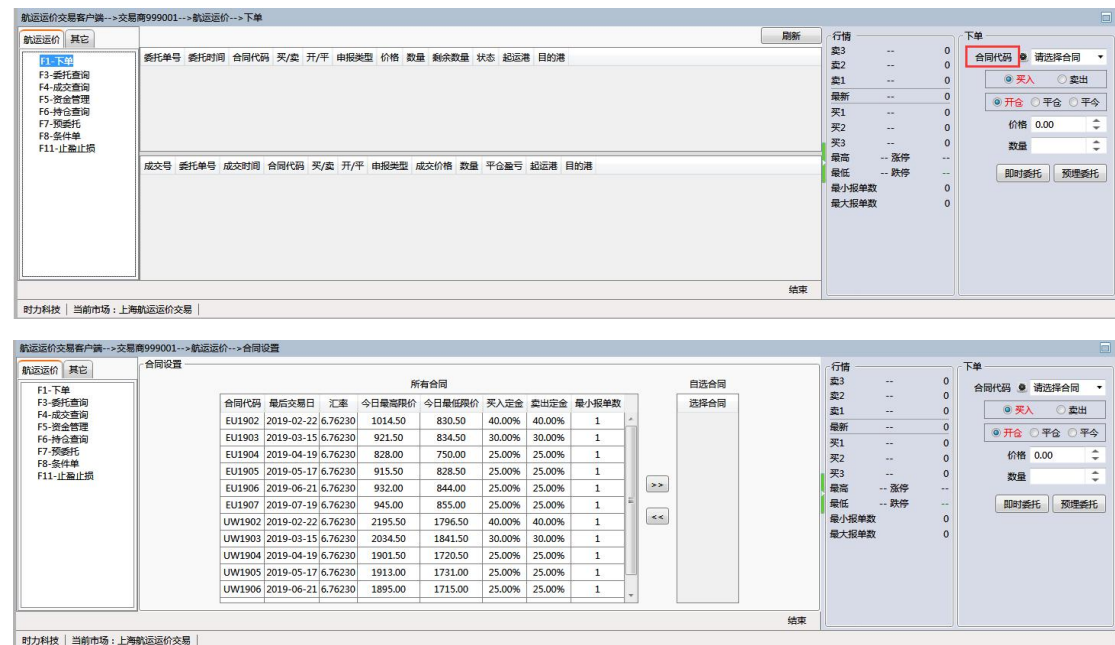 航运运价交易客户端-->交易商999001-->航运运价-->下单
航运运价 其它
F1-下单
F3-委托查询
F4-成交查询
F5-资金管理
F6-持仓查询
F7-预委托
F8-条件单
F11-止盈止损
刷新
委托单号 委托时间 合同代码 买/卖 开/平 申报类型 价格 数量 剩余数量 状态 起运港 目的港
成交号 委托单号 成交时间 合同代码 买/卖 开/平 申报类型 成交价格 数量 平仓盈亏 起运港 目的港
结束
行情
卖3 -- 0
卖2 -- 0
卖1 -- 0
最新 -- 0
买1 -- 0
买2 -- 0
买3 -- 0
最高 -- 涨停 --
最低 -- 跌停 --
最小报单数 0
最大报单数 0
下单
合同代码 请选择合同
买入 卖出
开仓 平仓 平今
价格 0.00
数量
即时委托 预埋委托
时力科技 | 当前市场：上海航运运价交易 |
航运运价交易客户端-->交易商999001-->航运运价-->合同设置
航运运价 其它
F1-下单
F3-委托查询
F4-成交查询
F5-资金管理
F6-持仓查询
F7-预委托
F8-条件单
F11-止盈止损
合同设置
所有合同
合同代码 最后交易日 汇率 今日最高限价 今日最低限价 买入定金 卖出定金 最小报单数
EU1902 2019-02-22 6.76230 1014.50 830.50 40.00% 40.00% 1
EU1903 2019-03-15 6.76230 921.50 834.50 30.00% 30.00% 1
EU1904 2019-04-19 6.76230 828.00 750.00 25.00% 25.00% 1
EU1905 2019-05-17 6.76230 915.50 828.50 25.00% 25.00% 1
EU1906 2019-06-21 6.76230 932.00 844.00 25.00% 25.00% 1
EU1907 2019-07-19 6.76230 945.00 855.00 25.00% 25.00% 1
UW1902 2019-02-22 6.76230 2195.50 1796.50 40.00% 40.00% 1
UW1903 2019-03-15 6.76230 2034.50 1841.50 30.00% 30.00% 1
UW1904 2019-04-19 6.76230 1901.50 1720.50 25.00% 25.00% 1
UW1905 2019-05-17 6.76230 1913.00 1731.00 25.00% 25.00% 1
UW1906 2019-06-21 6.76230 1895.00 1715.00 25.00% 25.00% 1
>>
<<
自选合同
选择合同
结束
行情
卖3 -- 0
卖2 -- 0
卖1 -- 0
最新 -- 0
买1 -- 0
买2 -- 0
买3 -- 0
最高 -- 涨停 --
最低 -- 跌停 --
最小报单数 0
最大报单数 0
下单
合同代码 请选择合同
买入 卖出
开仓 平仓 平今
价格 0.00
数量
即时委托 预埋委托
时力科技 | 当前市场：上海航运运价交易 |